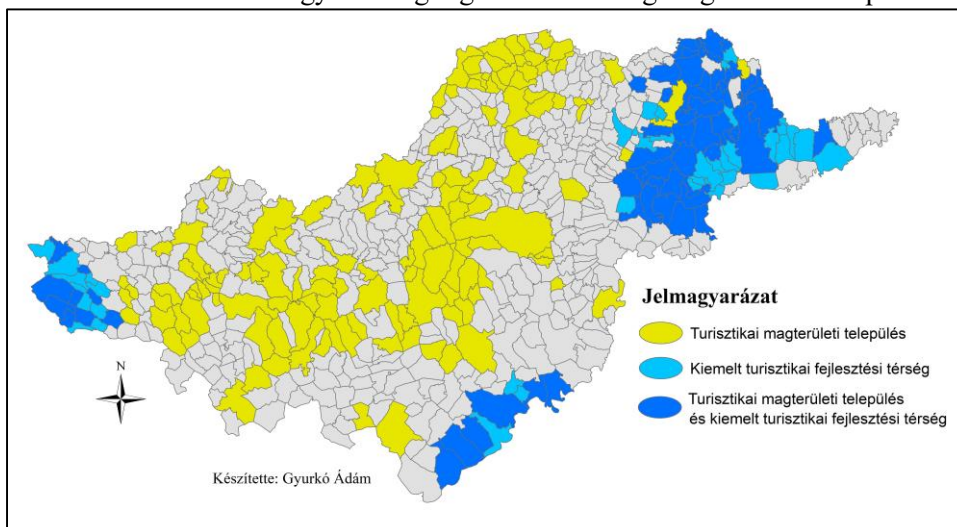 Jelmagyarázat
Turisztikai magterületi település
Kiemelt turisztikai fejlesztési térség
Turisztikai magterületi település
és kiemelt turisztikai fejlesztési térség
N
Készítette: Gyurkó Ádám